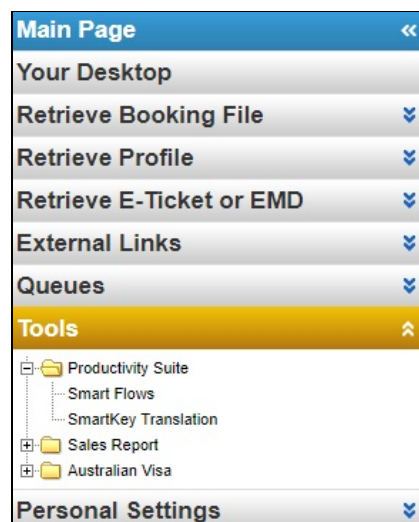 Main Page
Your Desktop
Retrieve Booking File
Retrieve Profile
Retrieve E-Ticket or EMD
External Links
Queues
Tools
Productivity Suite
Smart Flows
SmartKey Translation
Sales Report
Australian Visa
Personal Settings